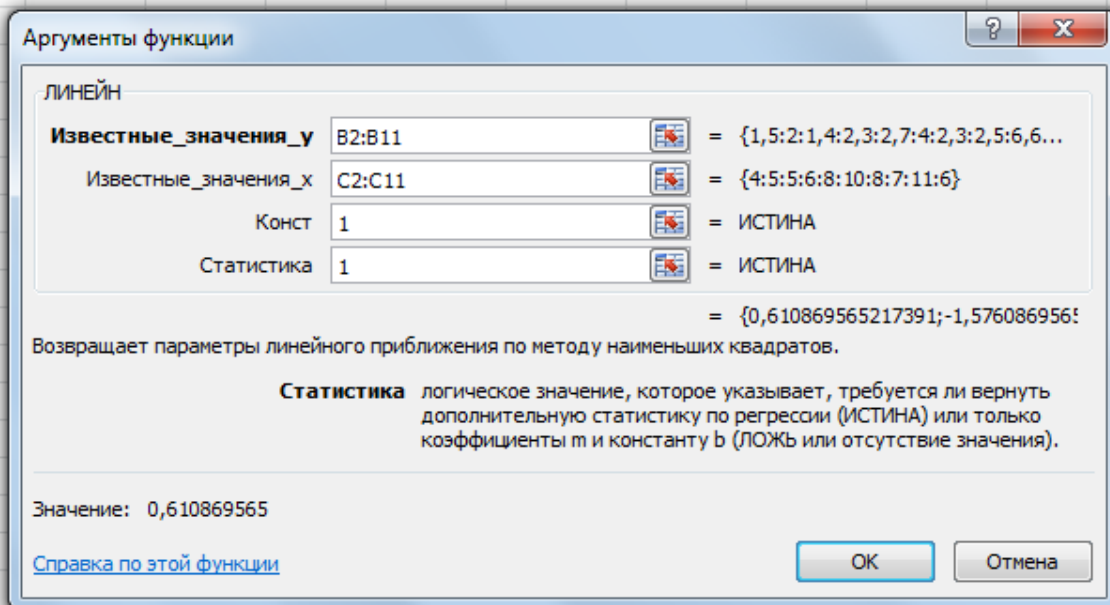 Аргументы функции
ЛИНЕЙН
Известные_значения_y B2:B11 = {1,5:2:1,4:2,3:2,7:4:2,3:2,5:6,6...
Известные_значения_x C2:C11 = {4:5:5:6:8:10:8:7:11:6}
Конст 1 = ИСТИНА
Статистика 1 = ИСТИНА
= {0,610869565217391;-1,5760869565
Возвращает параметры линейного приближения по методу наименьших квадратов.
Статистика логическое значение, которое указывает, требуется ли вернуть
дополнительную статистику по регрессии (ИСТИНА) или только
коэффициенты m и константу b (ЛОЖЬ или отсутствие значения).
Значение: 0,610869565
Справка по этой функции
ОК
Отмена